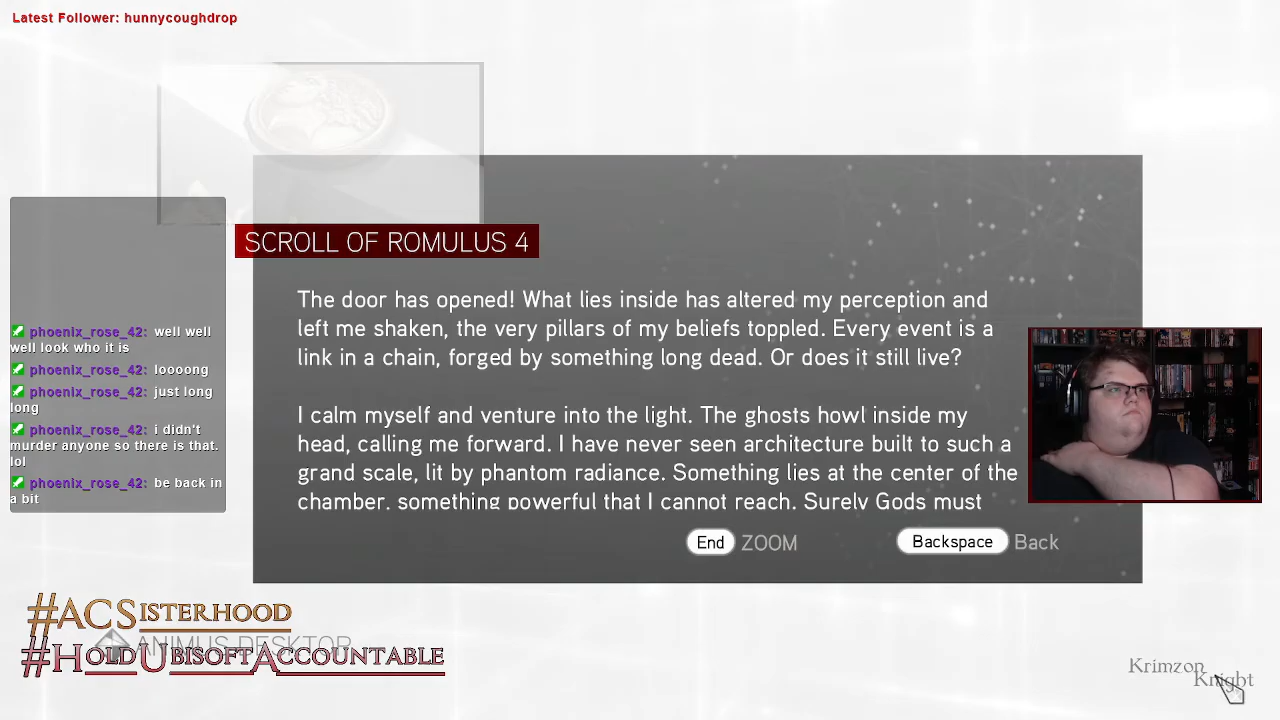 Latest Follower: hunnycoughdrop
SCROLL OF ROMULUS 4
The door has opened! What lies inside has altered my perception and
left me shaken, the very pillars of my beliefs toppled. Every event is a
link in a chain, forged by something long dead. Or does it still live?
I calm myself and venture into the light. The ghosts howl inside my
head, calling me forward. I have never seen architecture built to such a
grand scale, lit by phantom radiance. Something lies at the center of the
chamber, something powerful that I cannot reach. Surely Gods must
End ZOOM
Backspace Back
phoenix_rose_42: well well
well look who it is
phoenix_rose_42: loooong
phoenix_rose_42: just long
long
phoenix_rose_42: i didn't
murder anyone so there is that.
lol
phoenix_rose_42: be back in
a bit
#ACSISTERHOOD
ANIMUS DESKTOP
#HOLDUBISOFTACCOUNTABLE
Krimzon
Knight